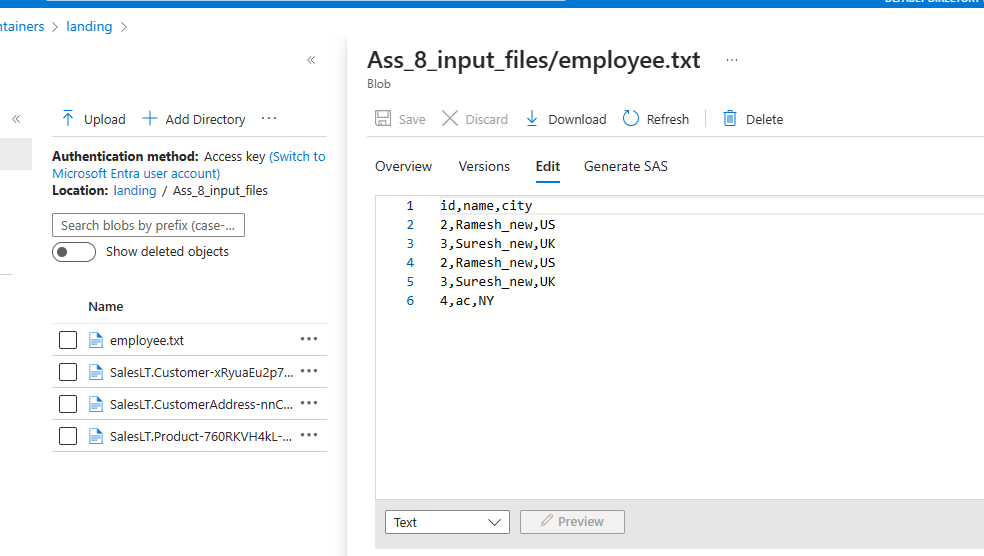 ntainers > landing >
«
«
Upload
Add Directory
...
Authentication method: Access key (Switch to
Microsoft Entra user account)
Location: landing / Ass_8_input_files
Search blobs by prefix (case-...
Show deleted objects
Name
employee.txt
SalesLT.Customer-xRyuaEu2p7...
SalesLT.CustomerAddress-nnC...
SalesLT.Product-760RKVH4kL-...
Ass_8_input_files/employee.txt
...
Blob
Save
Discard
Download
Refresh
Delete
Overview
Versions
Edit
Generate SAS
1 id,name,city
2 2,Ramesh_new,US
3 3,Suresh_new,UK
4 2,Ramesh_new,US
5 3,Suresh_new,UK
6 4,ac,NY
Text
Preview